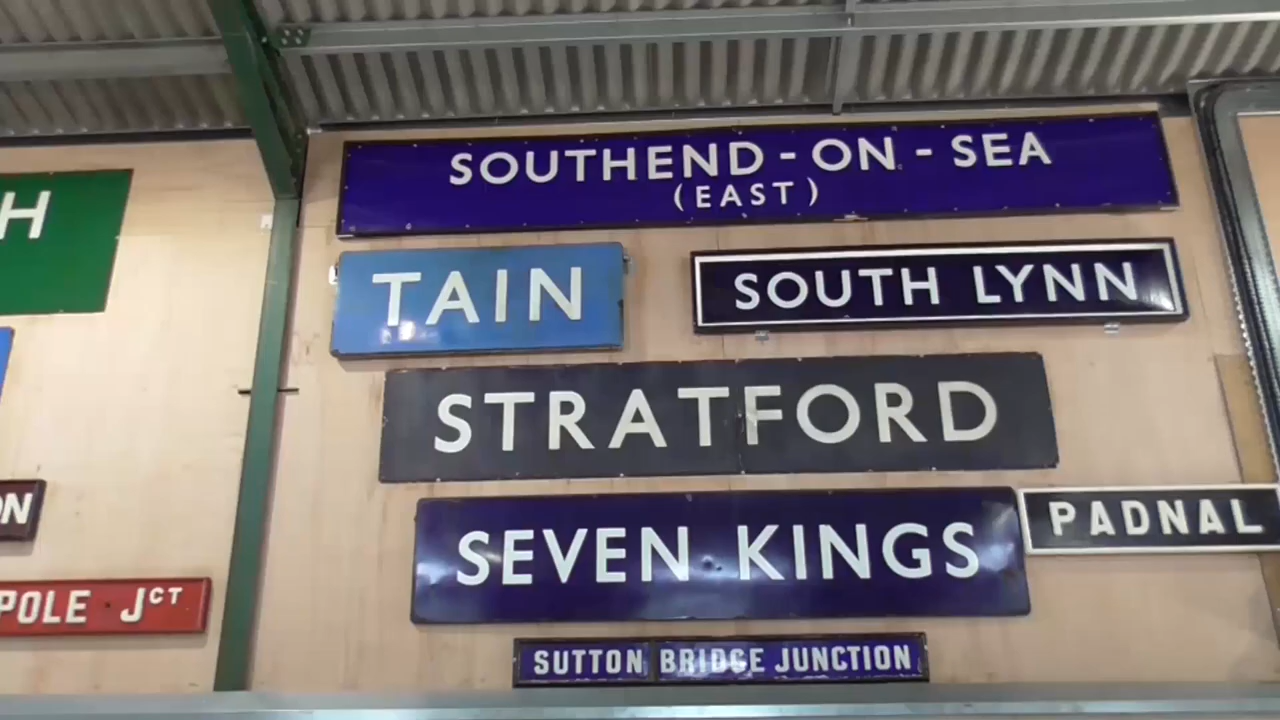 H
SOUTHEND-ON-SEA
(EAST)
TAIN
SOUTH LYNN
STRATFORD
ON
SEVEN KINGS
PADNAL
POLE JCT
SUTTON BRIDGE JUNCTION